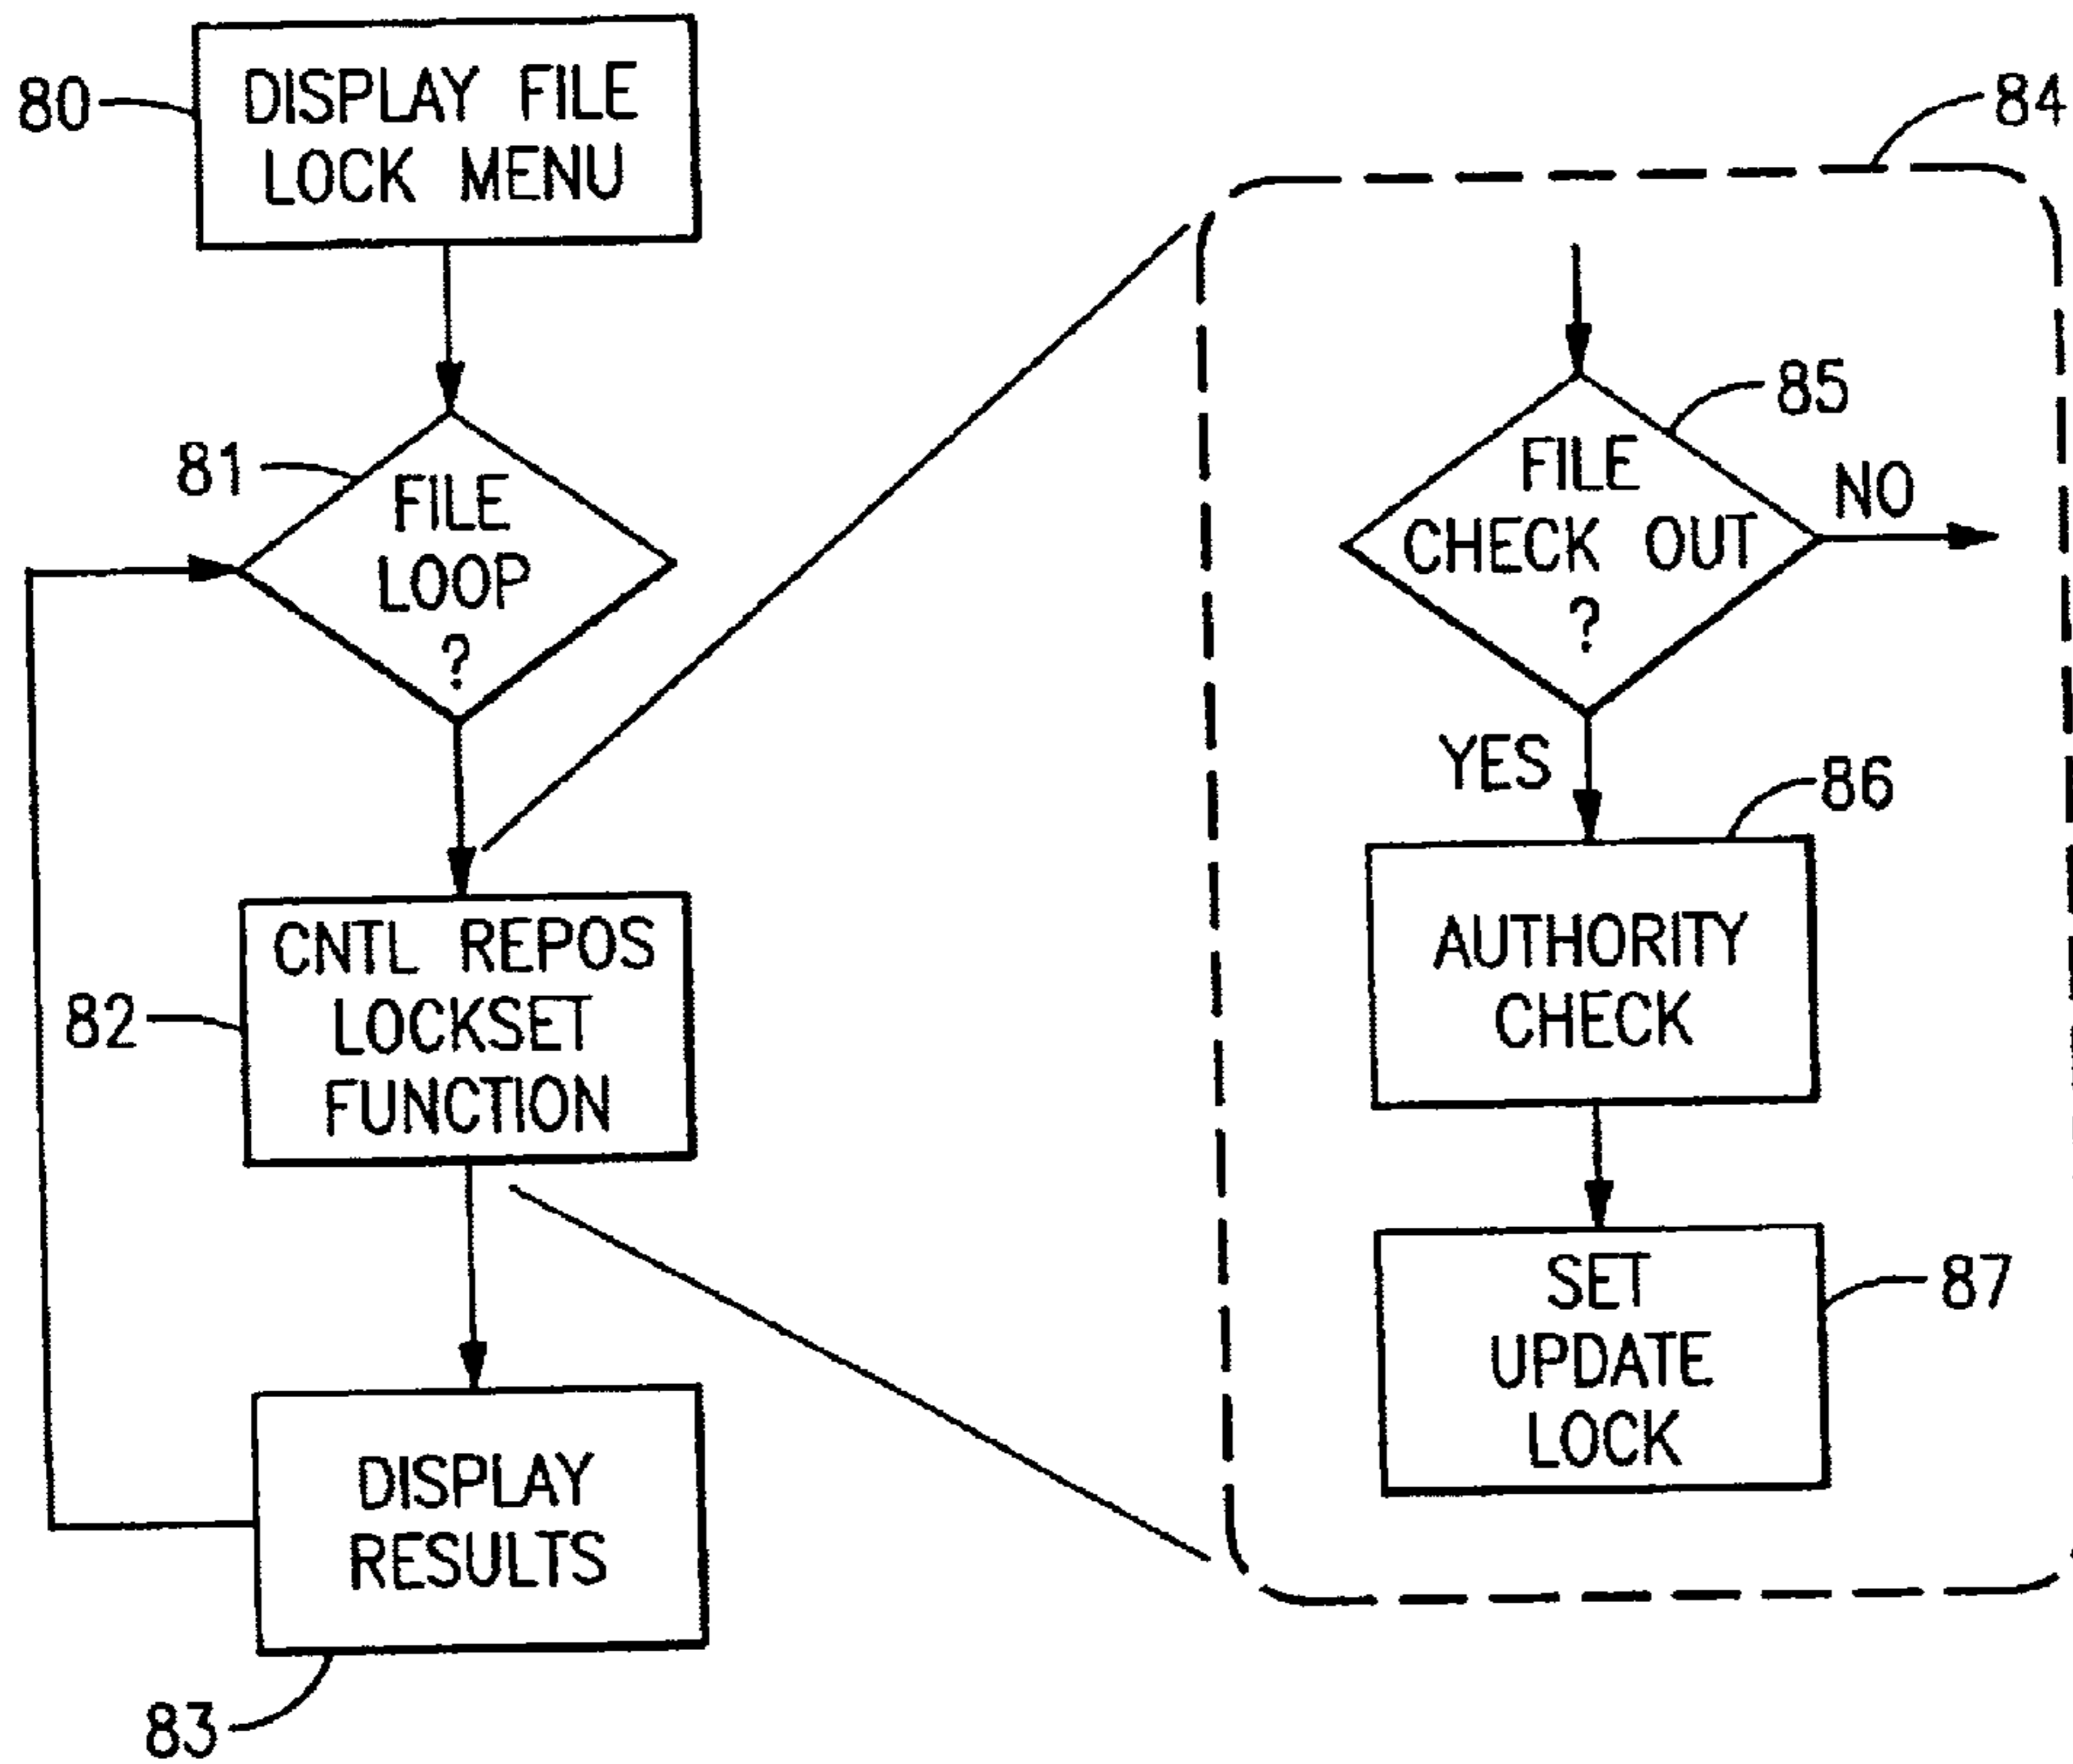 80
DISPLAY FILE
LOCK MENU
81
FILE
LOOP
?
82
CNTL REPOS
LOCKSET
FUNCTION
DISPLAY
RESULTS
83
84
85
FILE
CHECK OUT
?
NO
YES
86
AUTHORITY
CHECK
SET
UPDATE
LOCK
87